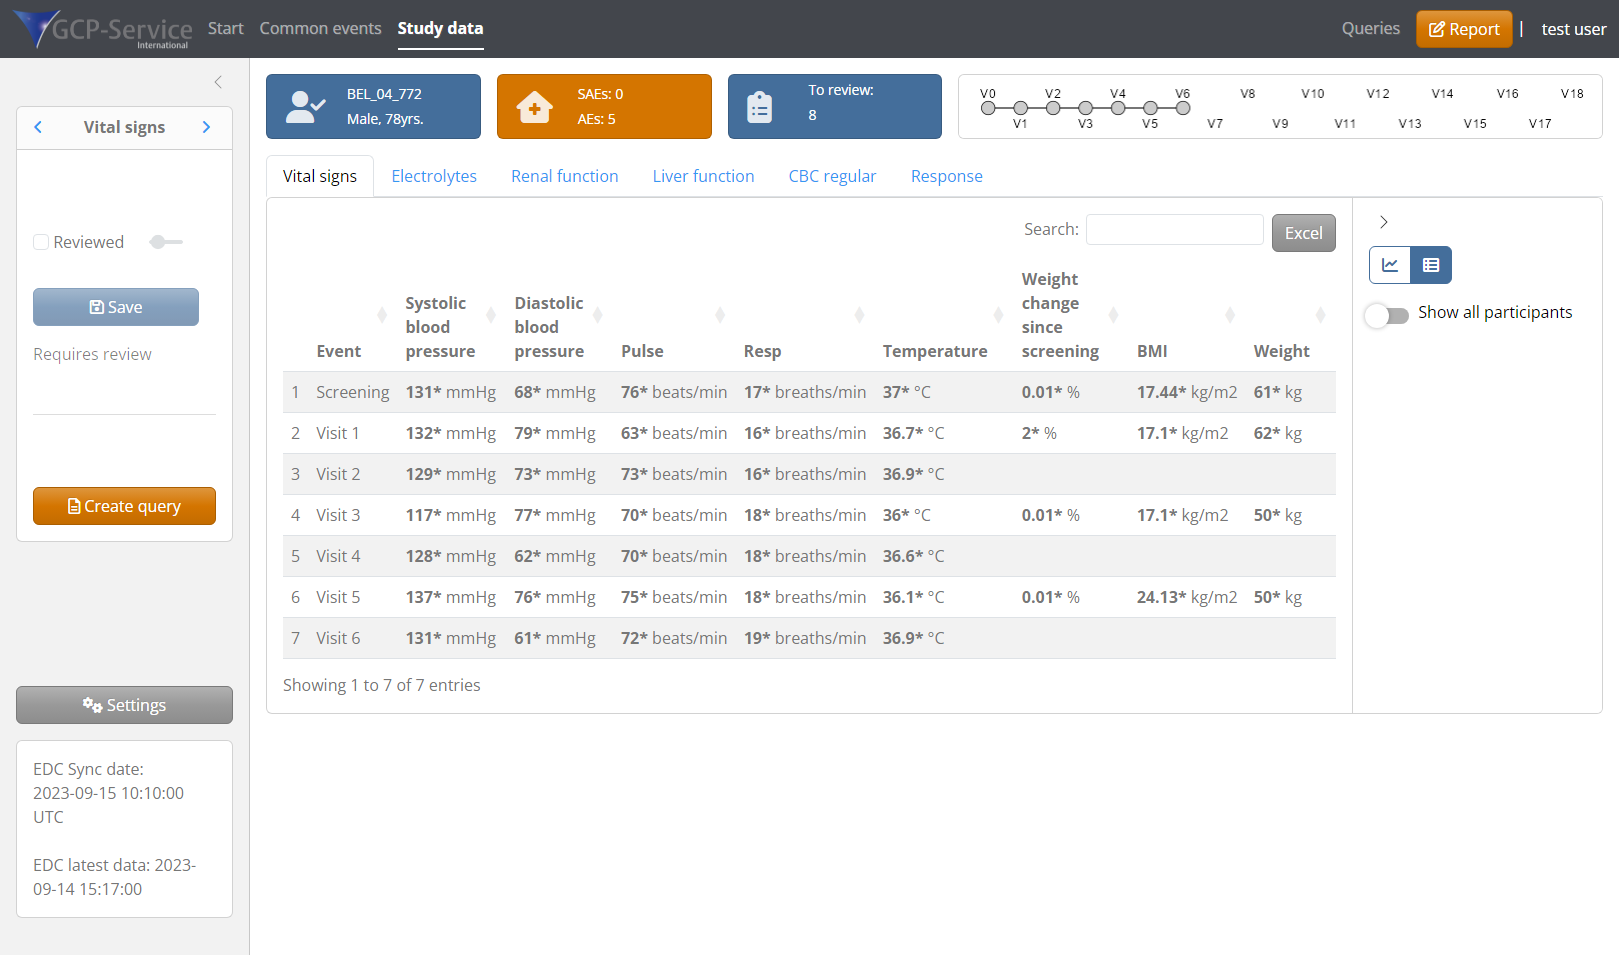 GCP-Service
International
Start Common events Study data
Queries Report | test user
Vital signs
Reviewed
Save
Requires review
Create query
Settings
EDC Sync date:
2023-09-15 10:10:00
UTC
EDC latest data: 2023-
09-14 15:17:00
BEL_04_772
Male, 78yrs.
SAEs: 0
AEs: 5
To review:
8
V0 V2 V4 V6 V8 V10 V12 V14 V16 V18
V1 V3 V5 V7 V9 V11 V13 V15 V17
Vital signs Electrolytes Renal function Liver function CBC regular Response
Search: Excel
Event
Systolic
blood
pressure
Diastolic
blood
pressure
Pulse
Resp
Temperature
Weight
change
since
screening
BMI
Weight
1 Screening 131* mmHg 68* mmHg 76* beats/min 17* breaths/min 37* °C 0.01* % 17.44* kg/m2 61* kg
2 Visit 1 132* mmHg 79* mmHg 63* beats/min 16* breaths/min 36.7* °C 2* % 17.1* kg/m2 62* kg
3 Visit 2 129* mmHg 73* mmHg 73* beats/min 16* breaths/min 36.9* °C
4 Visit 3 117* mmHg 77* mmHg 70* beats/min 18* breaths/min 36* °C 0.01* % 17.1* kg/m2 50* kg
5 Visit 4 128* mmHg 62* mmHg 70* beats/min 18* breaths/min 36.6* °C
6 Visit 5 137* mmHg 76* mmHg 75* beats/min 18* breaths/min 36.1* °C 0.01* % 24.13* kg/m2 50* kg
7 Visit 6 131* mmHg 61* mmHg 72* beats/min 19* breaths/min 36.9* °C
Showing 1 to 7 of 7 entries
Show all participants